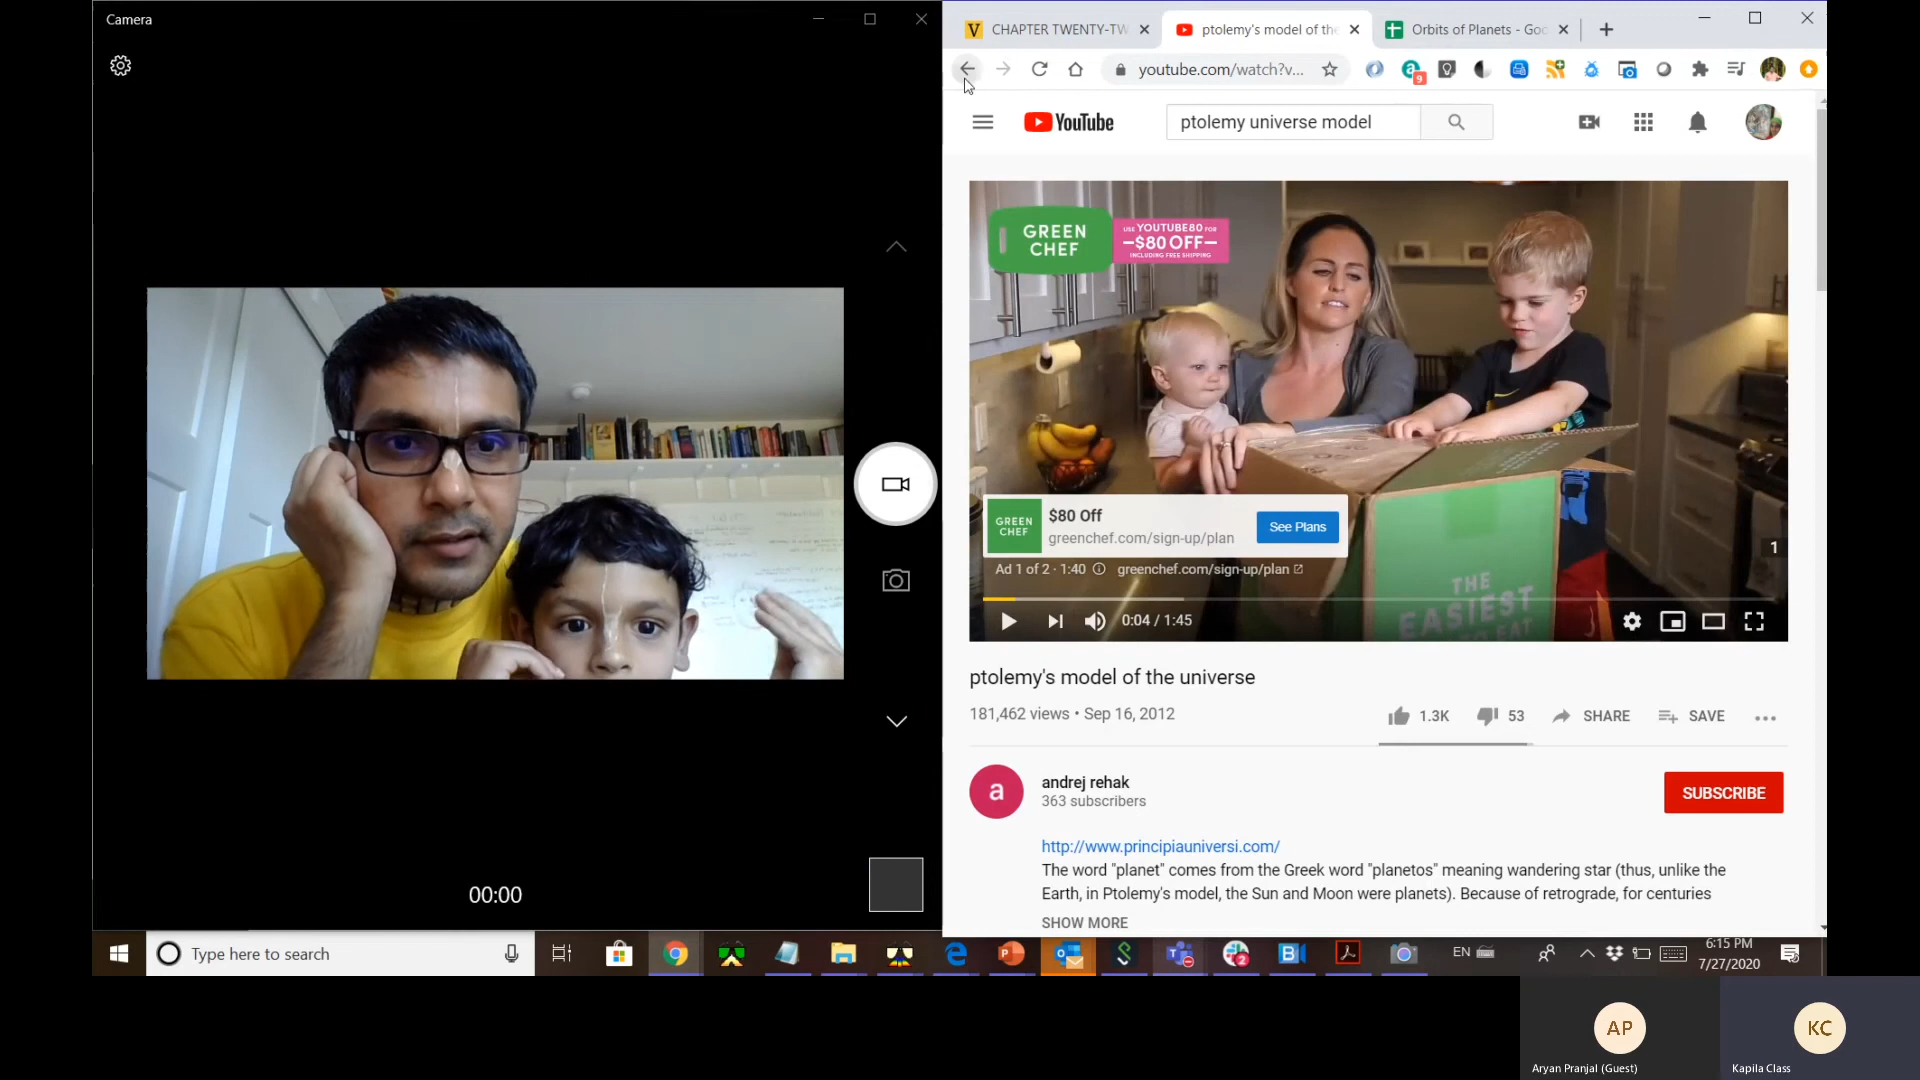 Camera
CHAPTER TWENTY-TW
ptolemy's model of the
Orbits of Planets - Goo
youtube.com/watch?v...
9
YouTube
ptolemy universe model
GREEN
CHEF
USE YOUTUBE80 FOR
-$80 OFF-
INCLUDING FREE SHIPPING
THE
EASIEST
TO EAT
GREEN
CHEF
$80 Off
greenchef.com/sign-up/plan
See Plans
1
Ad 1 of 2 · 1:40
greenchef.com/sign-up/plan
0:04 / 1:45
ptolemy's model of the universe
181,462 views • Sep 16, 2012
1.3K
53
SHARE
SAVE
a
andrej rehak
363 subscribers
SUBSCRIBE
http://www.principiauniversi.com/
The word "planet" comes from the Greek word "planetos" meaning wandering star (thus, unlike the
Earth, in Ptolemy's model, the Sun and Moon were planets). Because of retrograde, for centuries
SHOW MORE
00:00
Type here to search
EN
6:15 PM
7/27/2020
AP
Aryan Pranjal (Guest)
KC
Kapila Class